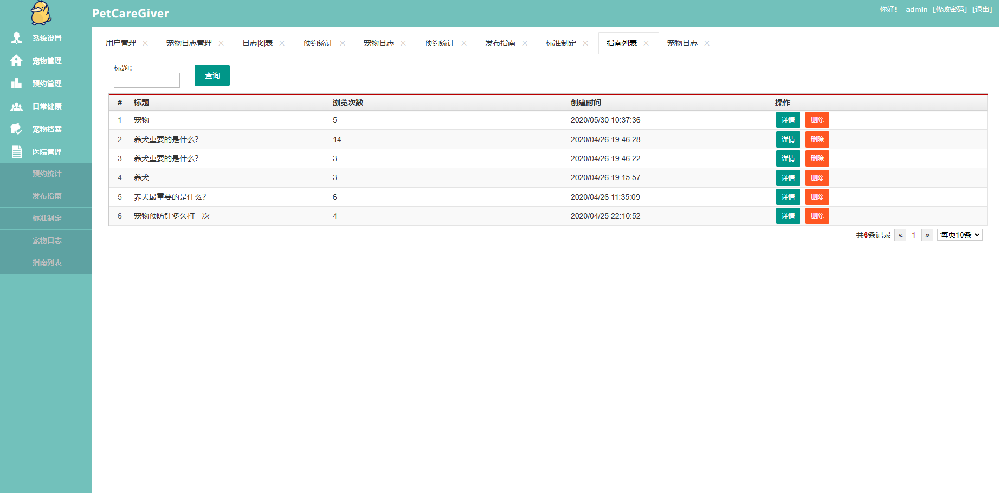 PetCareGiver
你好! admin [修改密码] [退出]
系统设置
宠物管理
预约管理
日常健康
宠物档案
医院管理
预约统计
发布指南
标准制定
宠物日志
指南列表
用户管理 × 宠物日志管理 × 日志图表 × 预约统计 × 宠物日志 × 预约统计 × 发布指南 × 标准制定 × 指南列表 × 宠物日志 ×
标题:
查询
# 标题 浏览次数 创建时间 操作
1 宠物 5 2020/05/30 10:37:36 详情 删除
2 养犬重要的是什么? 14 2020/04/26 19:46:28 详情 删除
3 养犬重要的是什么? 3 2020/04/26 19:46:22 详情 删除
4 养犬 3 2020/04/26 19:15:57 详情 删除
5 养犬最重要的是什么? 6 2020/04/26 11:35:09 详情 删除
6 宠物预防针多久打一次 4 2020/04/25 22:10:52 详情 删除
共6条记录 « 1 » 每页10条